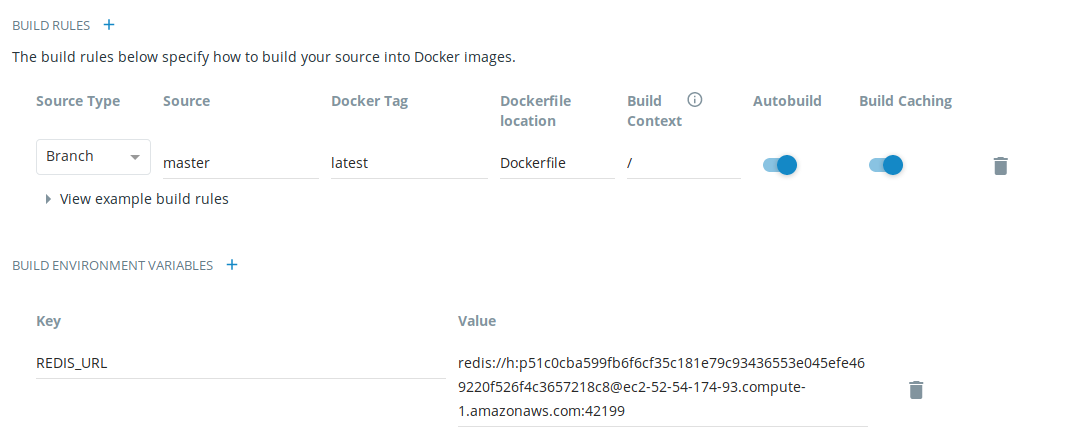 BUILD RULES +
The build rules below specify how to build your source into Docker images.
Source Type Source Docker Tag Dockerfile location Build Context Autobuild Build Caching
Branch master latest Dockerfile /
View example build rules
BUILD ENVIRONMENT VARIABLES +
Key Value
REDIS_URL redis://h:p51c0cba599fb6f6cf35c181e79c93436553e045efe46
9220f526f4c3657218c8@ec2-52-54-174-93.compute-
1.amazonaws.com:42199